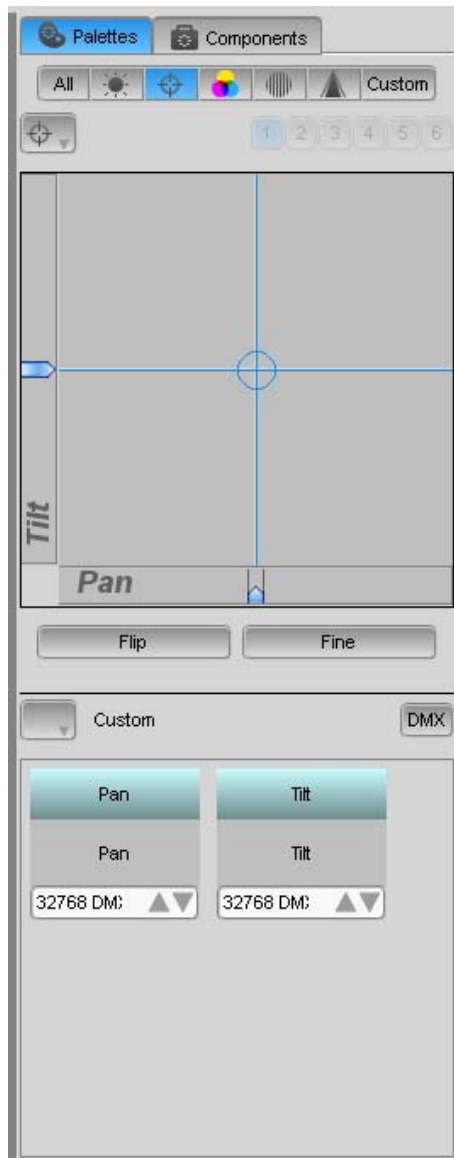 Palettes Components
All Custom
1 2 3 4 5 6
Tilt
Pan
Flip Fine
Custom DMX
Pan Tilt
Pan Tilt
32768 DM 32768 DM